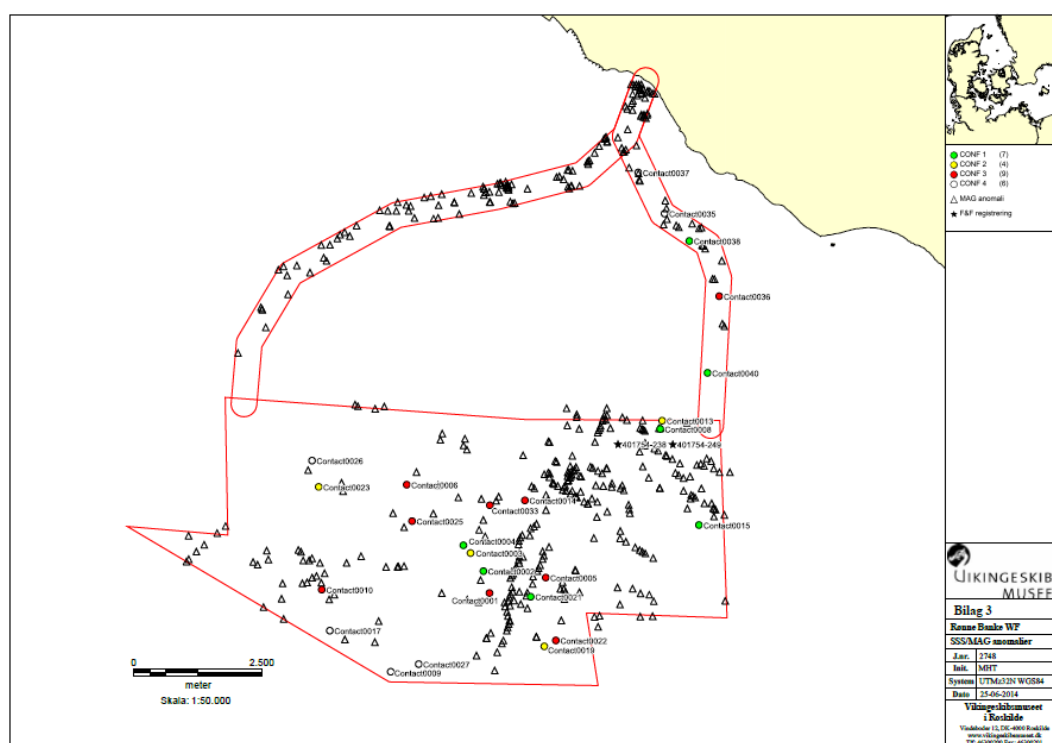 Contact0037
Contact0035
Contact0038
Contact0036
Contact0040
Contact0013
Contact0008
401754-238
401754-249
Contact0026
Contact0023
Contact0006
Contact0014
Contact0033
Contact0025
Contact0015
Contact0004
Contact0003
Contact0002
Contact0005
Contact0010
Contact0001
Contact0021
Contact0017
Contact0022
Contact0019
Contact0027
Contact0009
0 2.500
meter
Skala: 1:50.000
CONF 1 (7)
CONF 2 (4)
CONF 3 (9)
CONF 4 (6)
MAG anomali
F&F registrering
VIKINGESKIBS
MUSEE
Bilag 3
Rønne Banke WF
SSS/MAG anomalier
J.nr. 2748
Init. MHT
System UTMz32N WGS84
Dato 25-06-2014
Vikingeskibsmuseet
i Roskilde
Vindeboder 12, DK-4000 Roskilde
www.vikingeskibsmuseet.dk